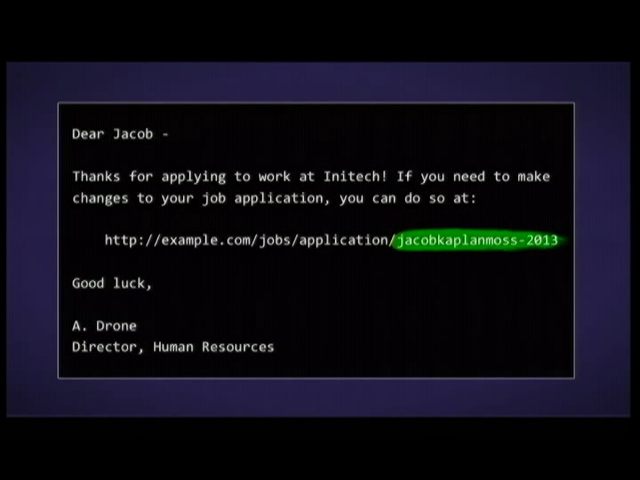 Dear Jacob -
Thanks for applying to work at Initech! If you need to make
changes to your job application, you can do so at:
http://example.com/jobs/application/jacobkaplanmoss-2013
Good luck,
A. Drone
Director, Human Resources